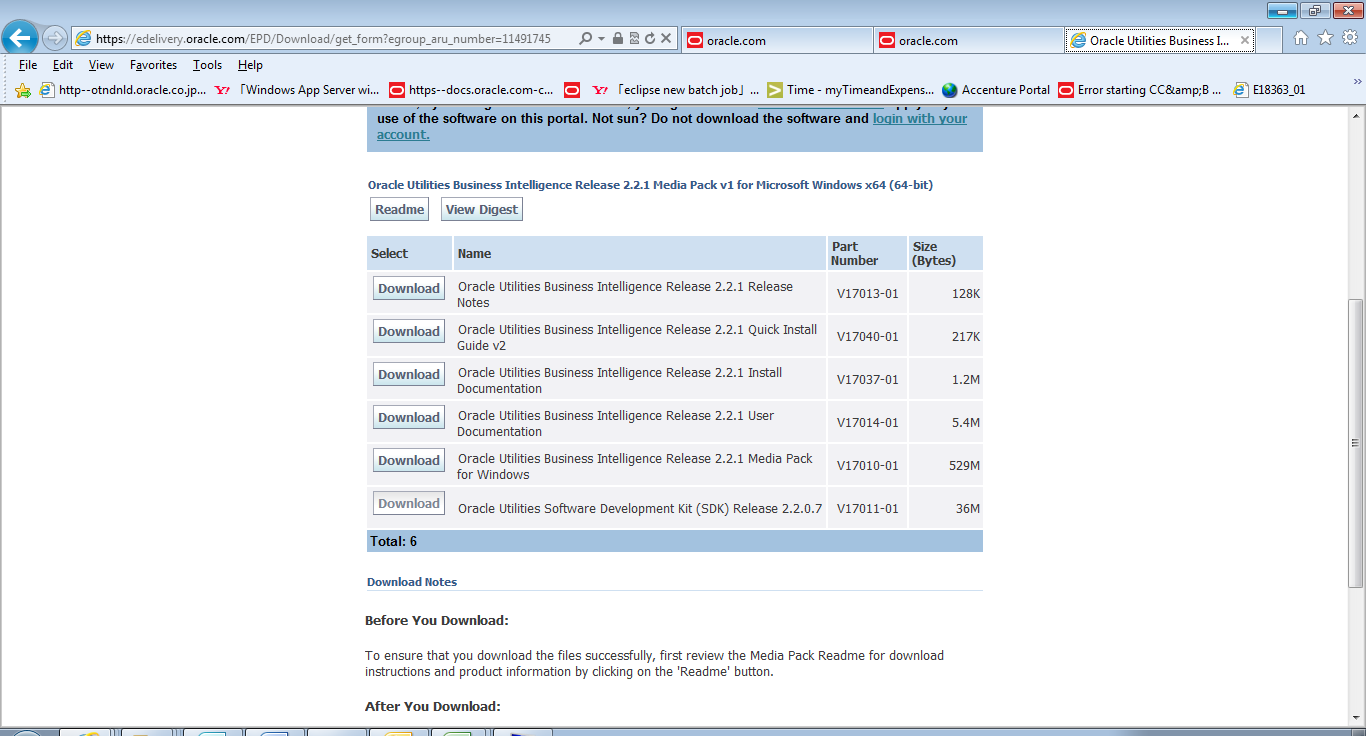 https://edelivery.oracle.com/EPD/Download/get_form?egroup_aru_number=11491745
oracle.com
oracle.com
Oracle Utilities Business I...
File Edit View Favorites Tools Help
http--otndnld.oracle.co.jp...
「Windows App Server wi...
https--docs.oracle.com-c...
「eclipse new batch job」...
Time - myTimeandExpens...
Accenture Portal
Error starting CC&amp;B ...
E18363_01
use of the software on this portal. Not sun? Do not download the software and login with your
account.
Oracle Utilities Business Intelligence Release 2.2.1 Media Pack v1 for Microsoft Windows x64 (64-bit)
Readme View Digest
Select Name Part Number Size (Bytes)
Download Oracle Utilities Business Intelligence Release 2.2.1 Release
Notes V17013-01 128K
Download Oracle Utilities Business Intelligence Release 2.2.1 Quick Install
Guide v2 V17040-01 217K
Download Oracle Utilities Business Intelligence Release 2.2.1 Install
Documentation V17037-01 1.2M
Download Oracle Utilities Business Intelligence Release 2.2.1 User
Documentation V17014-01 5.4M
Download Oracle Utilities Business Intelligence Release 2.2.1 Media Pack
for Windows V17010-01 529M
Download Oracle Utilities Software Development Kit (SDK) Release 2.2.0.7 V17011-01 36M
Total: 6
Download Notes
Before You Download:
To ensure that you download the files successfully, first review the Media Pack Readme for download
instructions and product information by clicking on the 'Readme' button.
After You Download: